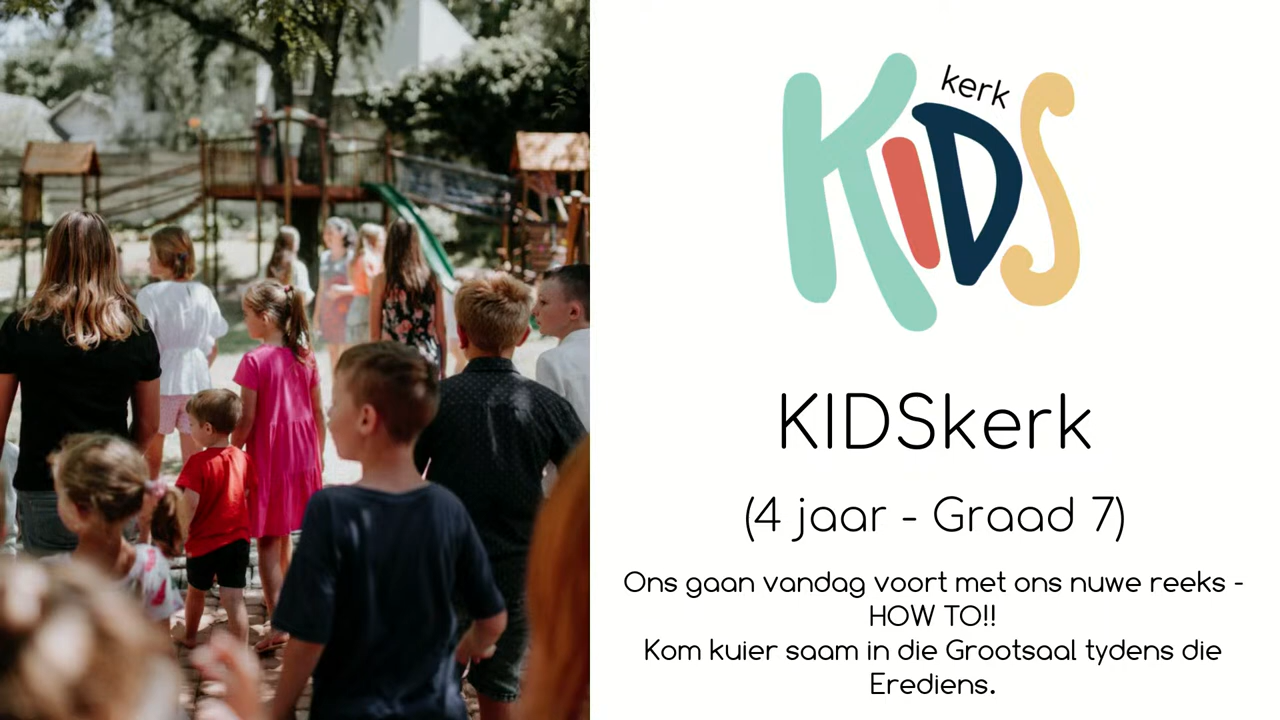 kerk
KIDS
KIDSkerk
(4 jaar - Graad 7)
Ons gaan vandag voort met ons nuwe reeks -
HOW TO!!
Kom kuier saam in die Grootsaal tydens die
Erediens.